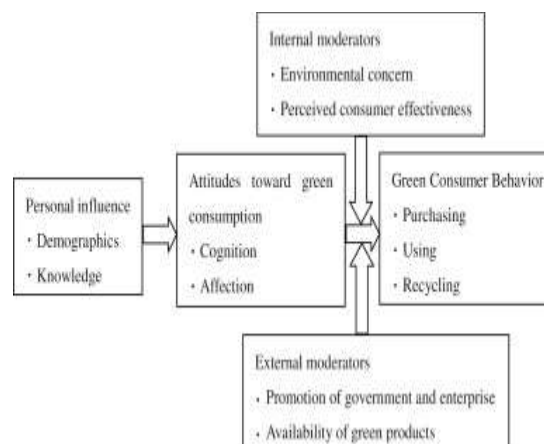 Internal moderators
・Environmental concern
・Perceived consumer effectiveness
Personal influence
・Demographics
・Knowledge
Attitudes toward green
consumption
・Cognition
・Affection
Green Consumer Behavior
・Purchasing
・Using
・Recycling
External moderators
・Promotion of government and enterprise
・Availability of green products